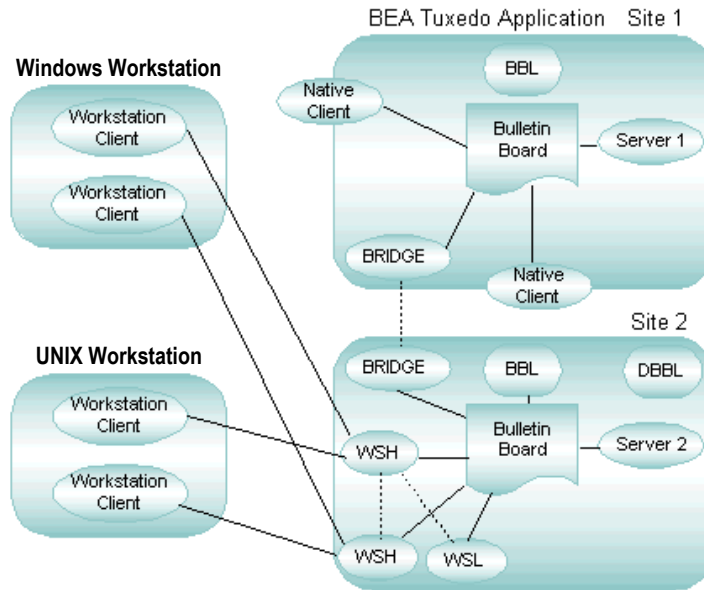 BEA Tuxedo Application Site 1
Windows Workstation
Workstation
Client
Workstation
Client
Native
Client
BBL
Bulletin
Board
Server 1
BRIDGE
Native
Client
Site 2
UNIX Workstation
Workstation
Client
Workstation
Client
BRIDGE
BBL
DBBL
Bulletin
Board
Server 2
WSH
WSH
WSL